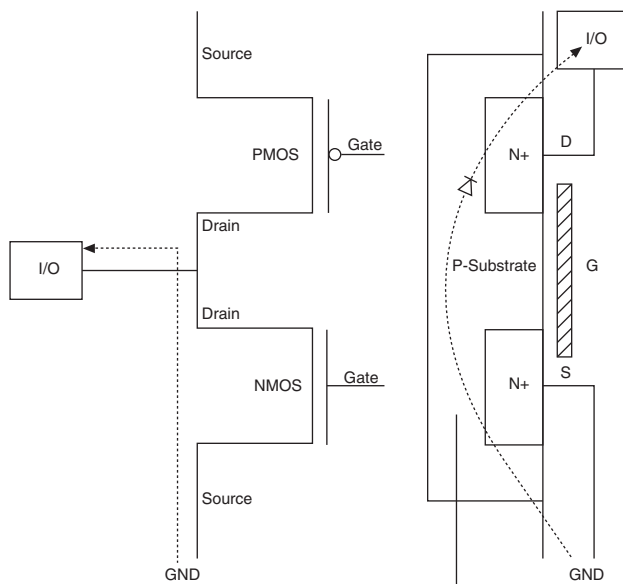 Source
PMOS
Gate
Drain
I/O
Drain
NMOS
Gate
Source
GND
I/O
N+
D
P-Substrate
G
N+
S
GND